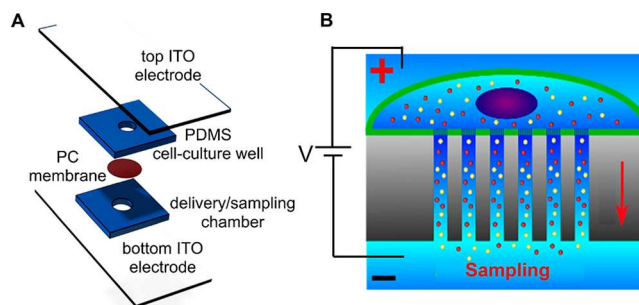 A
top ITO
electrode
PDMS
cell-culture well
PC
membrane
delivery/sampling
chamber
bottom ITO
electrode
B
+
V
Sampling
−